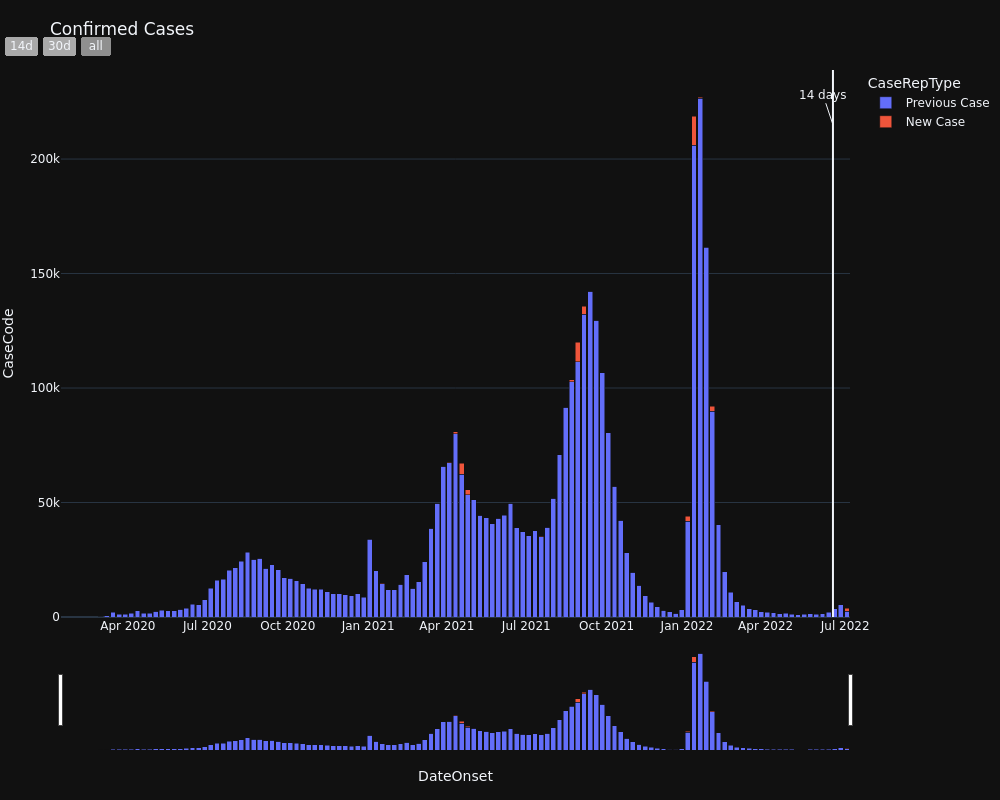 Confirmed Cases
14d 30d all
CaseRepType
Previous Case
New Case
14 days
200k
150k
100k
50k
0
CaseCode
Apr 2020 Jul 2020 Oct 2020 Jan 2021 Apr 2021 Jul 2021 Oct 2021 Jan 2022 Apr 2022 Jul 2022
DateOnset